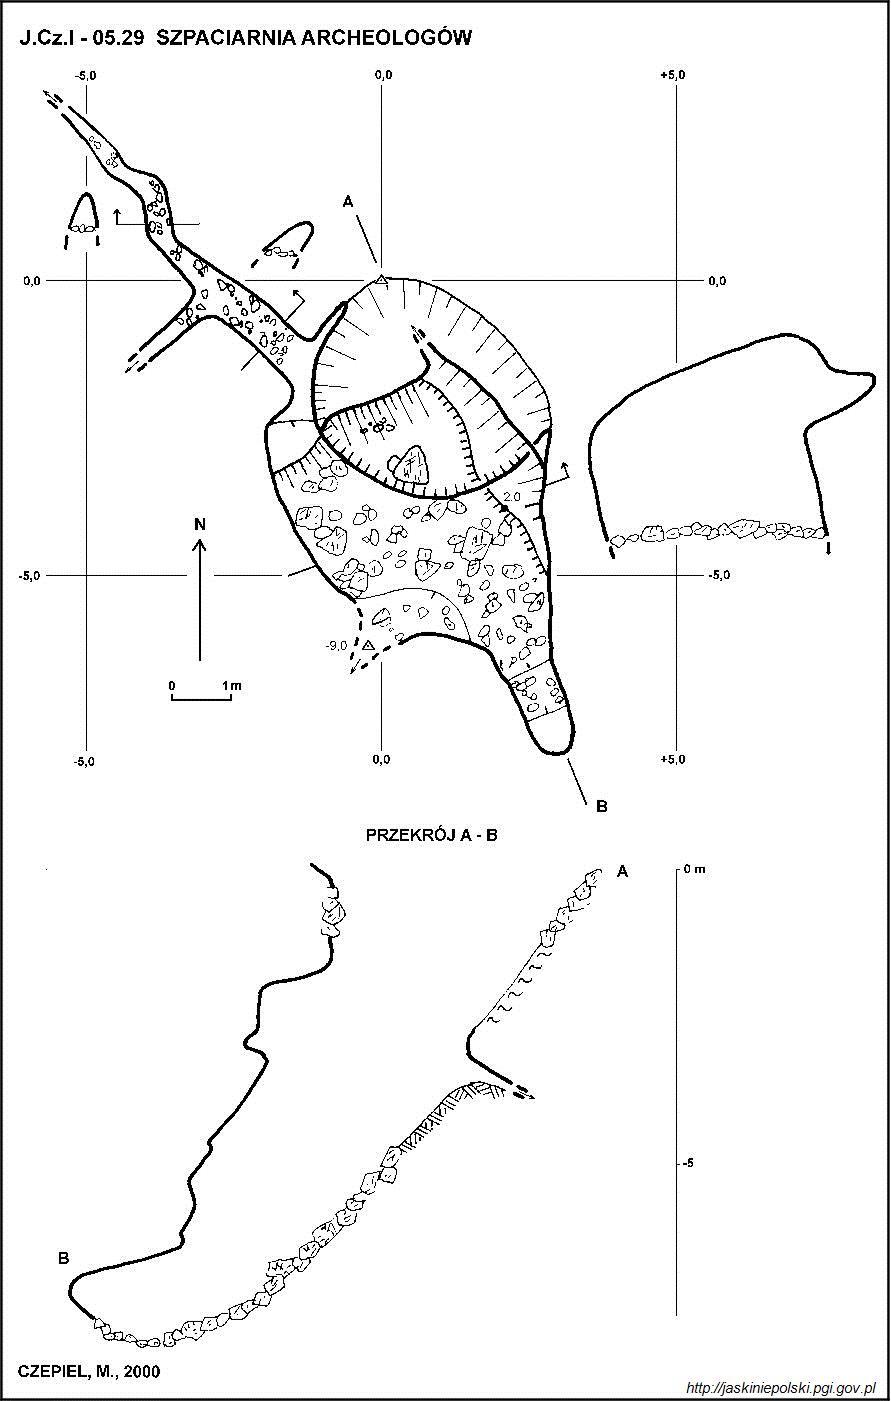 J.Cz.I - 05.29 SZPACIARNIA ARCHEOLOGÓW
-5,0 0,0 +5,0
A
0,0 0,0
2.0
N
-5,0 -5,0
-9.0
0 1m
-5,0 0,0 +5,0
B
PRZEKRÓJ A - B
A 0 m
-5
B
CZEPIEL, M., 2000
http://jaskiniepolski.pgi.gov.pl